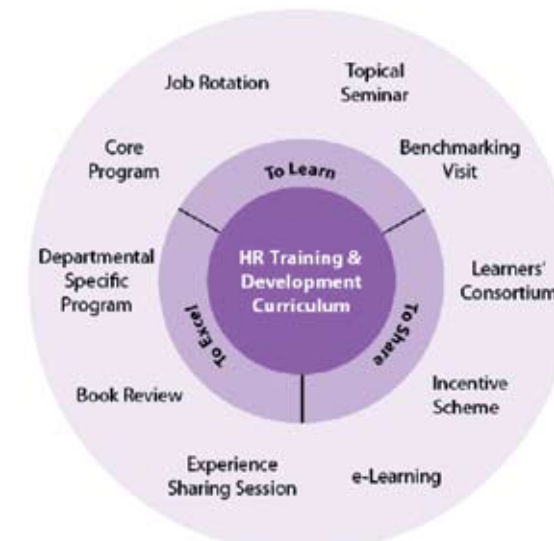 Job Rotation
Topical
Seminar
Core
Program
Benchmarking
Visit
To Learn
Departmental
Specific
Program
HR Training &
Development
Curriculum
Learners'
Consortium
To Excel
To Share
Book Review
Incentive
Scheme
Experience
Sharing Session
e-Learning